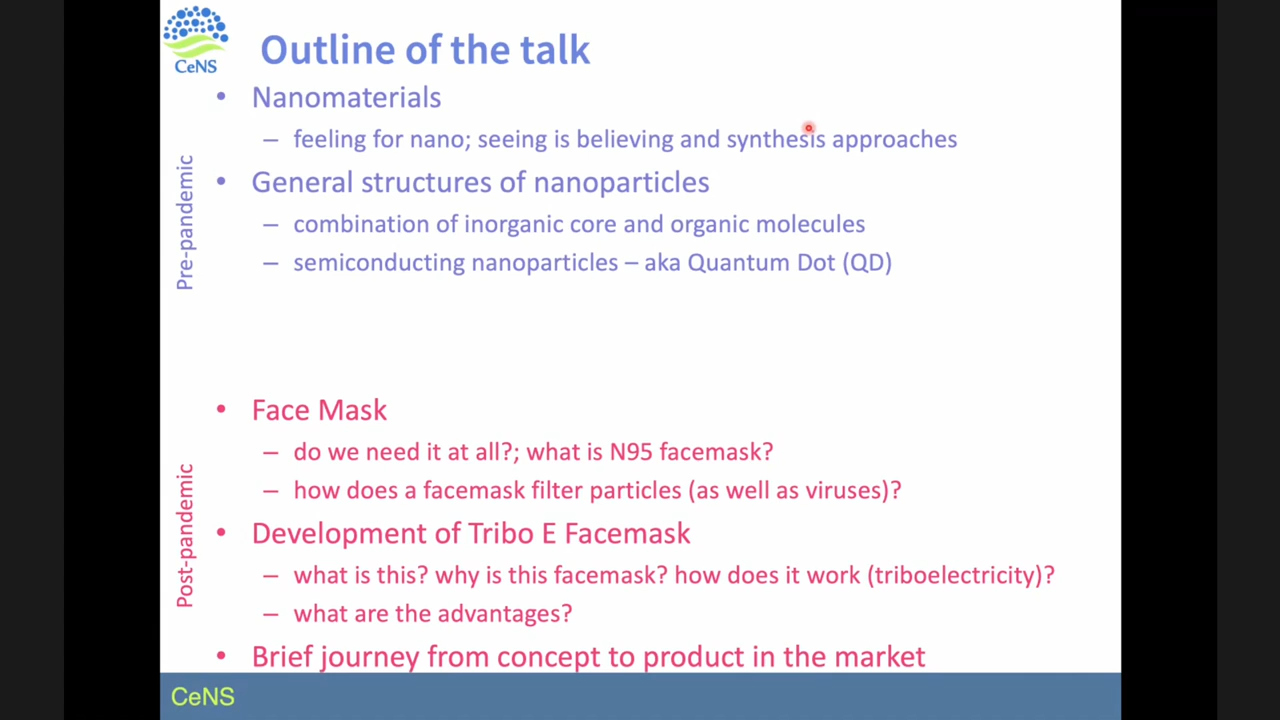 CeNS
Outline of the talk
Pre-pandemic
• Nanomaterials
– feeling for nano; seeing is believing and synthesis approaches
• General structures of nanoparticles
– combination of inorganic core and organic molecules
– semiconducting nanoparticles – aka Quantum Dot (QD)
Post-pandemic
• Face Mask
– do we need it at all?; what is N95 facemask?
– how does a facemask filter particles (as well as viruses)?
• Development of Tribo E Facemask
– what is this? why is this facemask? how does it work (triboelectricity)?
– what are the advantages?
• Brief journey from concept to product in the market
CeNS